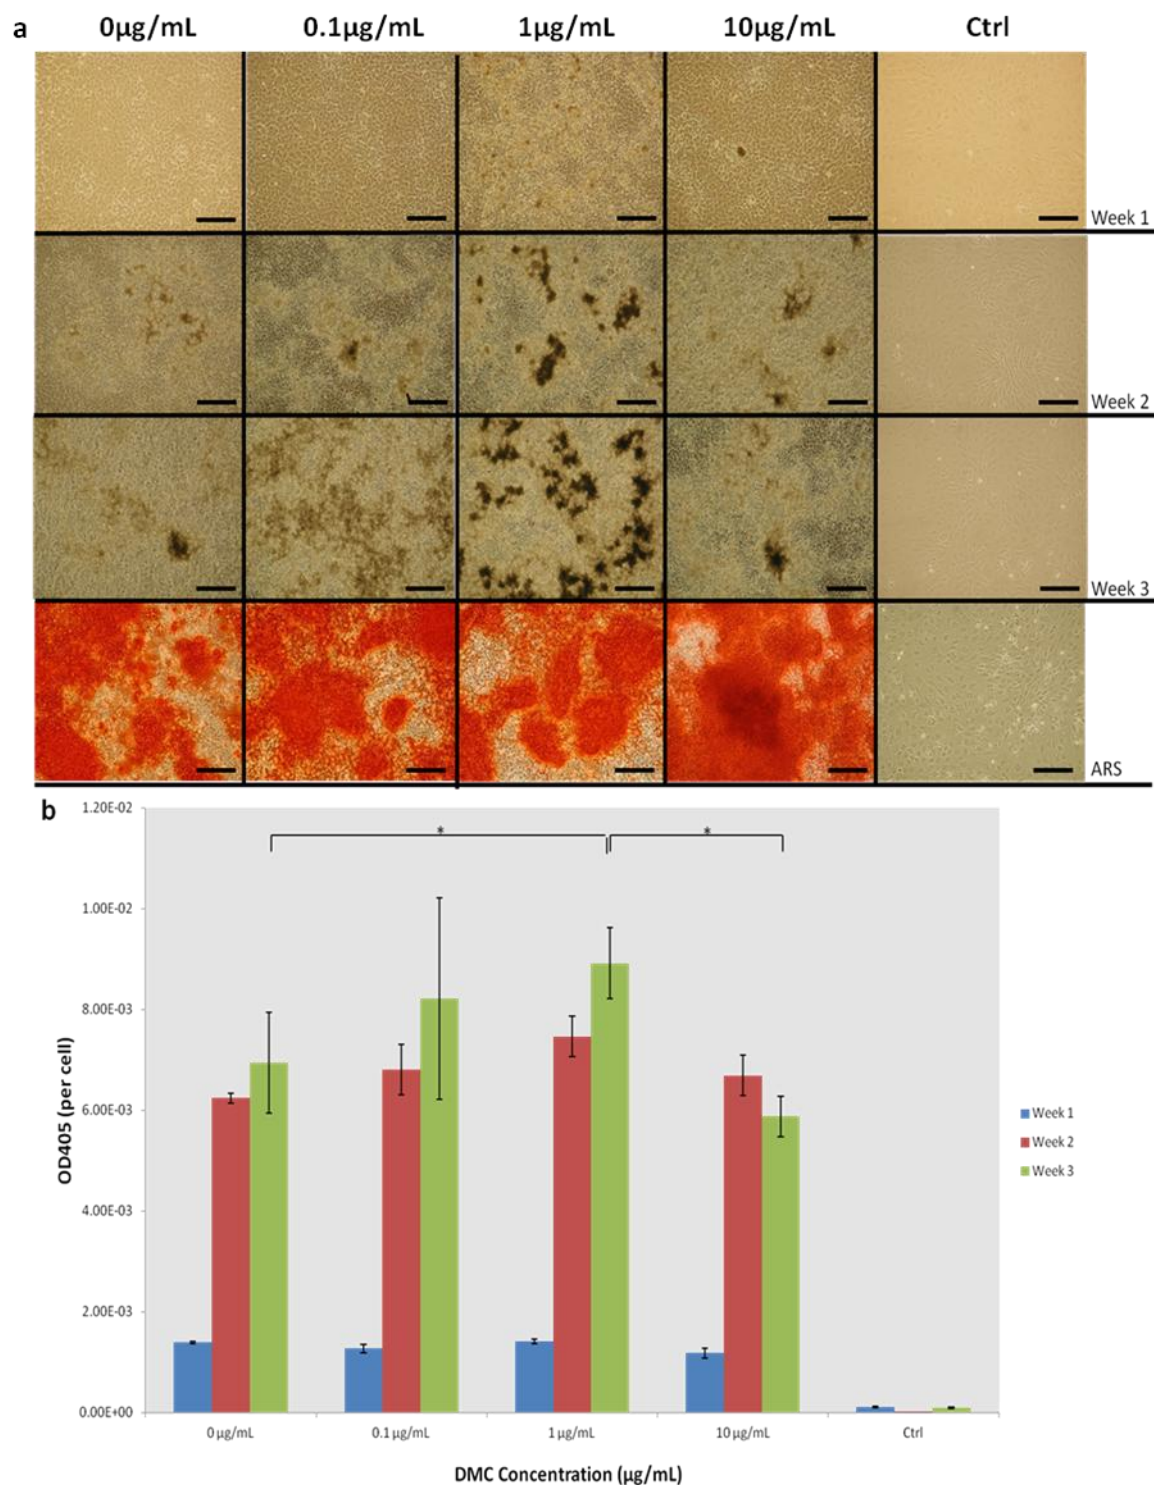 a
0µg/mL 0.1µg/mL 1µg/mL 10µg/mL Ctrl
Week 1
Week 2
Week 3
ARS
b
1.20E-02
1.00E-02
8.00E-03
6.00E-03
4.00E-03
2.00E-03
0.00E+00
OD405 (per cell)
* *
Week 1
Week 2
Week 3
0 µg/mL 0.1 µg/mL 1 µg/mL 10 µg/mL Ctrl
DMC Concentration (µg/mL)